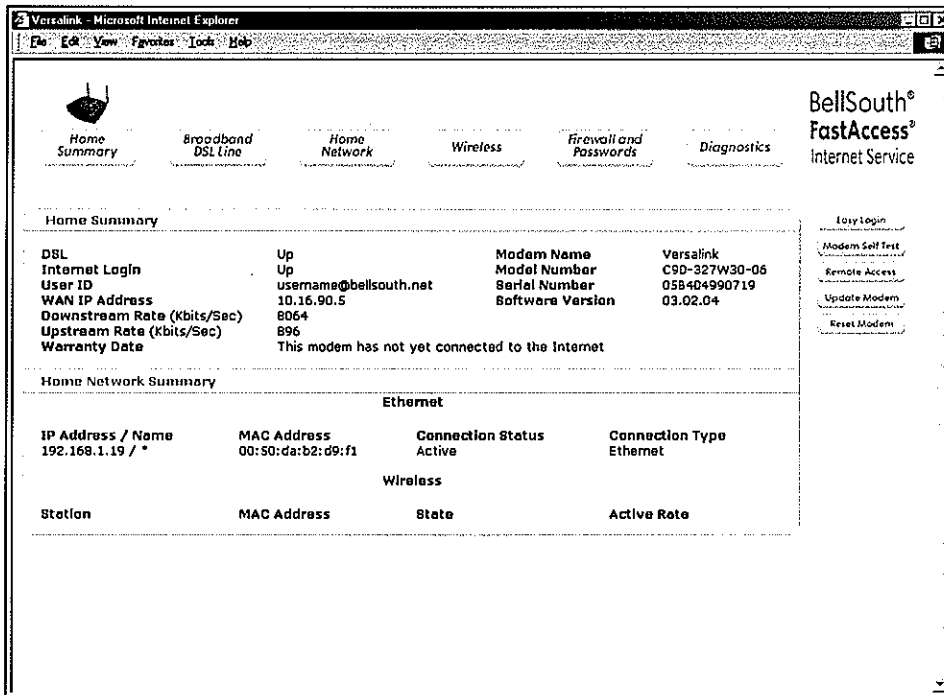 Versalink - Microsoft Internet Explorer
File Edit View Favorites Tools Help
BellSouth®
FastAccess®
Internet Service
Home Summary
Broadband DSL Line
Home Network
Wireless
Firewall and Passwords
Diagnostics
Easy Login
Modem Self Test
Remote Access
Update Modem
Reset Modem
Home Summary
DSL Up Modem Name Versalink
Internet Login Up Model Number C90-327W30-06
User ID username@bellsouth.net Serial Number 05B4D4990719
WAN IP Address 10.16.90.5 Software Version 03.02.04
Downstream Rate (Kbits/Sec) 8064
Upstream Rate (Kbits/Sec) 896
Warranty Date This modem has not yet connected to the Internet
Home Network Summary
Ethernet
IP Address / Name MAC Address Connection Status Connection Type
192.168.1.19 / * 00:50:da:b2:d9:f1 Active Ethernet
Wireless
Station MAC Address State Active Rate